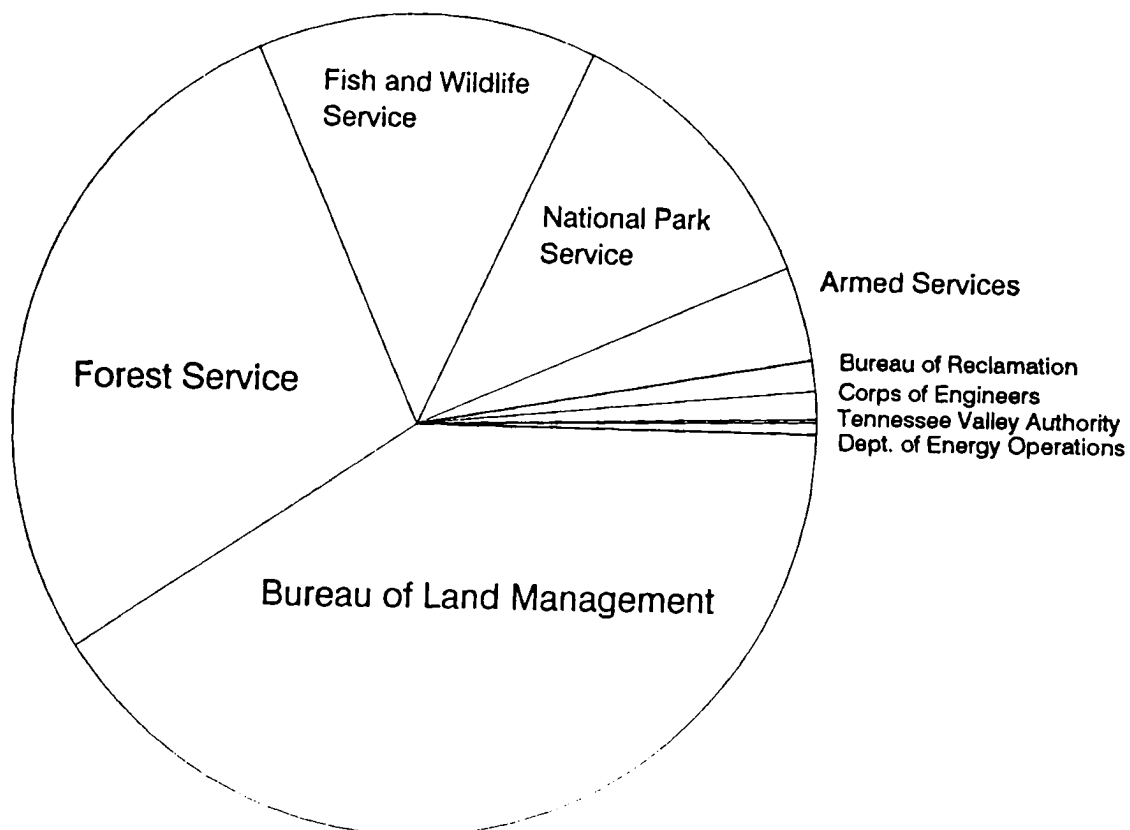 Fish and Wildlife
Service
National Park
Service
Armed Services
Forest Service
Bureau of Reclamation
Corps of Engineers
Tennessee Valley Authority
Dept. of Energy Operations
Bureau of Land Management